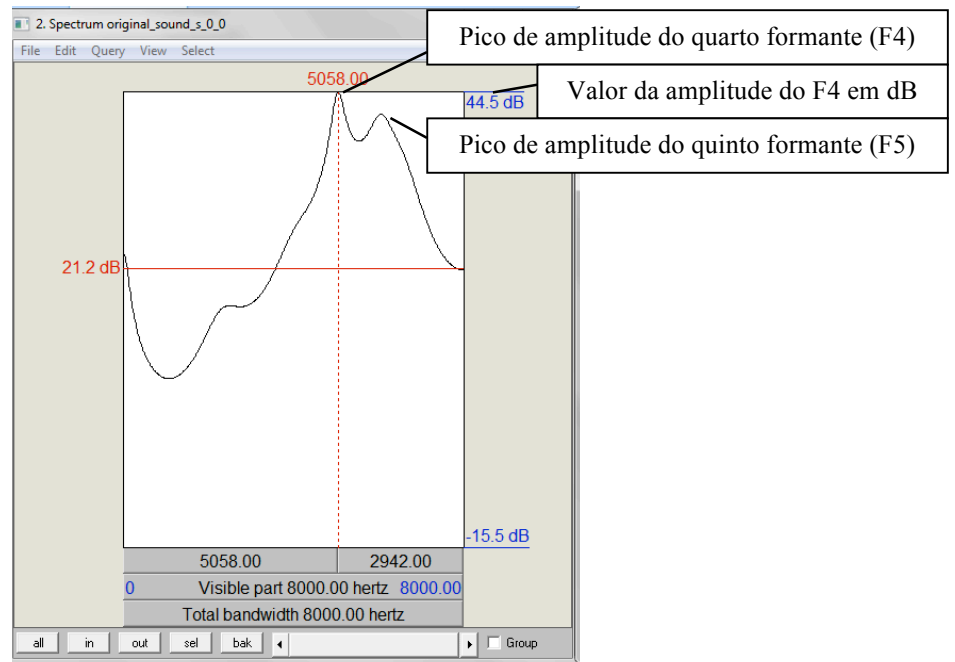 2. Spectrum original_sound_s_0_0
File Edit Query View Select
Pico de amplitude do quarto formante (F4)
5058.00
Valor da amplitude do F4 em dB
44.5 dB
Pico de amplitude do quinto formante (F5)
21.2 dB
-15.5 dB
5058.00 2942.00
0 Visible part 8000.00 hertz 8000.00
Total bandwidth 8000.00 hertz
all in out sel bak Group